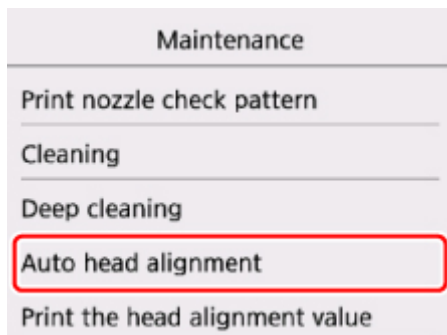 Maintenance
Print nozzle check pattern
Cleaning
Deep cleaning
Auto head alignment
Print the head alignment value